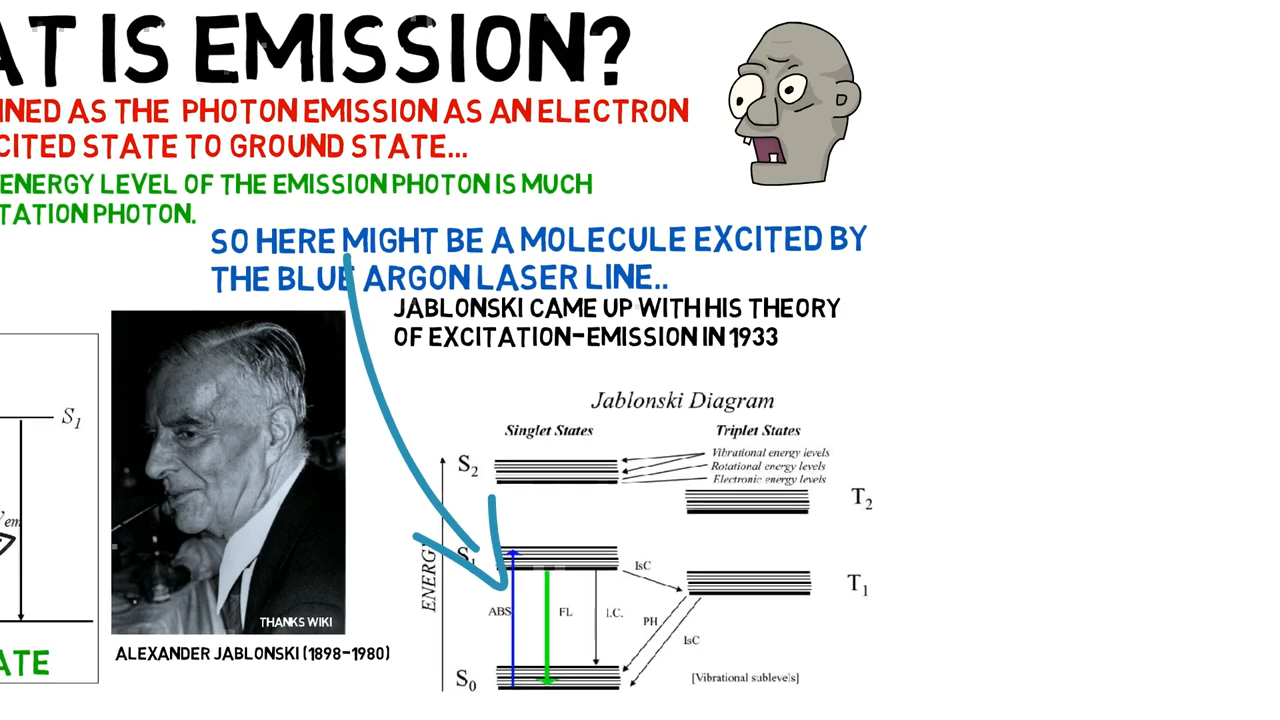 AT IS EMISSION?
INED AS THE PHOTON EMISSION AS AN ELECTRON
CITED STATE TO GROUND STATE...
ENERGY LEVEL OF THE EMISSION PHOTON IS MUCH
TATION PHOTON.
SO HERE MIGHT BE A MOLECULE EXCITED BY
THE BLUE ARGON LASER LINE..
JABLONSKI CAME UP WITH HIS THEORY
OF EXCITATION-EMISSION IN 1933
S1
em
ATE
THANKS WIKI
ALEXANDER JABLONSKI (1898-1980)
Jablonski Diagram
Singlet States
Triplet States
Vibrational energy levels
Rotational energy levels
Electronic energy levels
S2
T2
S1
IsC
T1
ENERGY
ABS
FL
I.C.
PH
IsC
S0
[Vibrational sublevels]